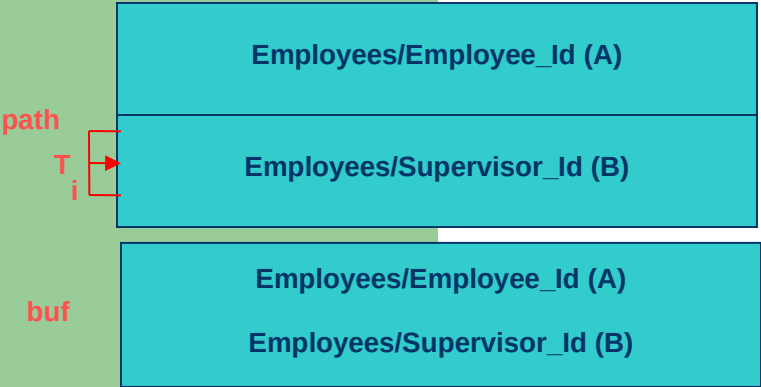 Employees/Employee_Id (A)
path
T
i
Employees/Supervisor_Id (B)
buf
Employees/Employee_Id (A)
Employees/Supervisor_Id (B)